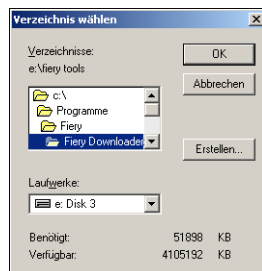 Verzeichnis wählen
Verzeichnisse:
e:\fiery tools
OK
Abbrechen
c:\
Programme
Fiery
Fiery Downloader
Erstellen...
Laufwerke:
e: Disk 3
Benötigt: 51898 KB
Verfügbar: 4105192 KB